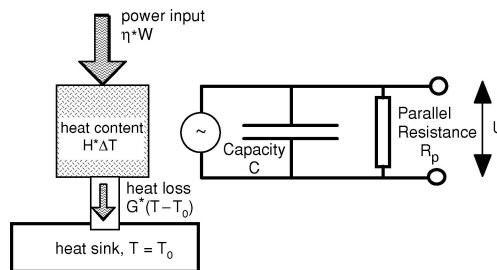 power input
η*W
heat content
H*ΔT
heat loss
G*(T−T₀)
heat sink, T = T₀
~
Capacity
C
Parallel
Resistance
Rₚ
U